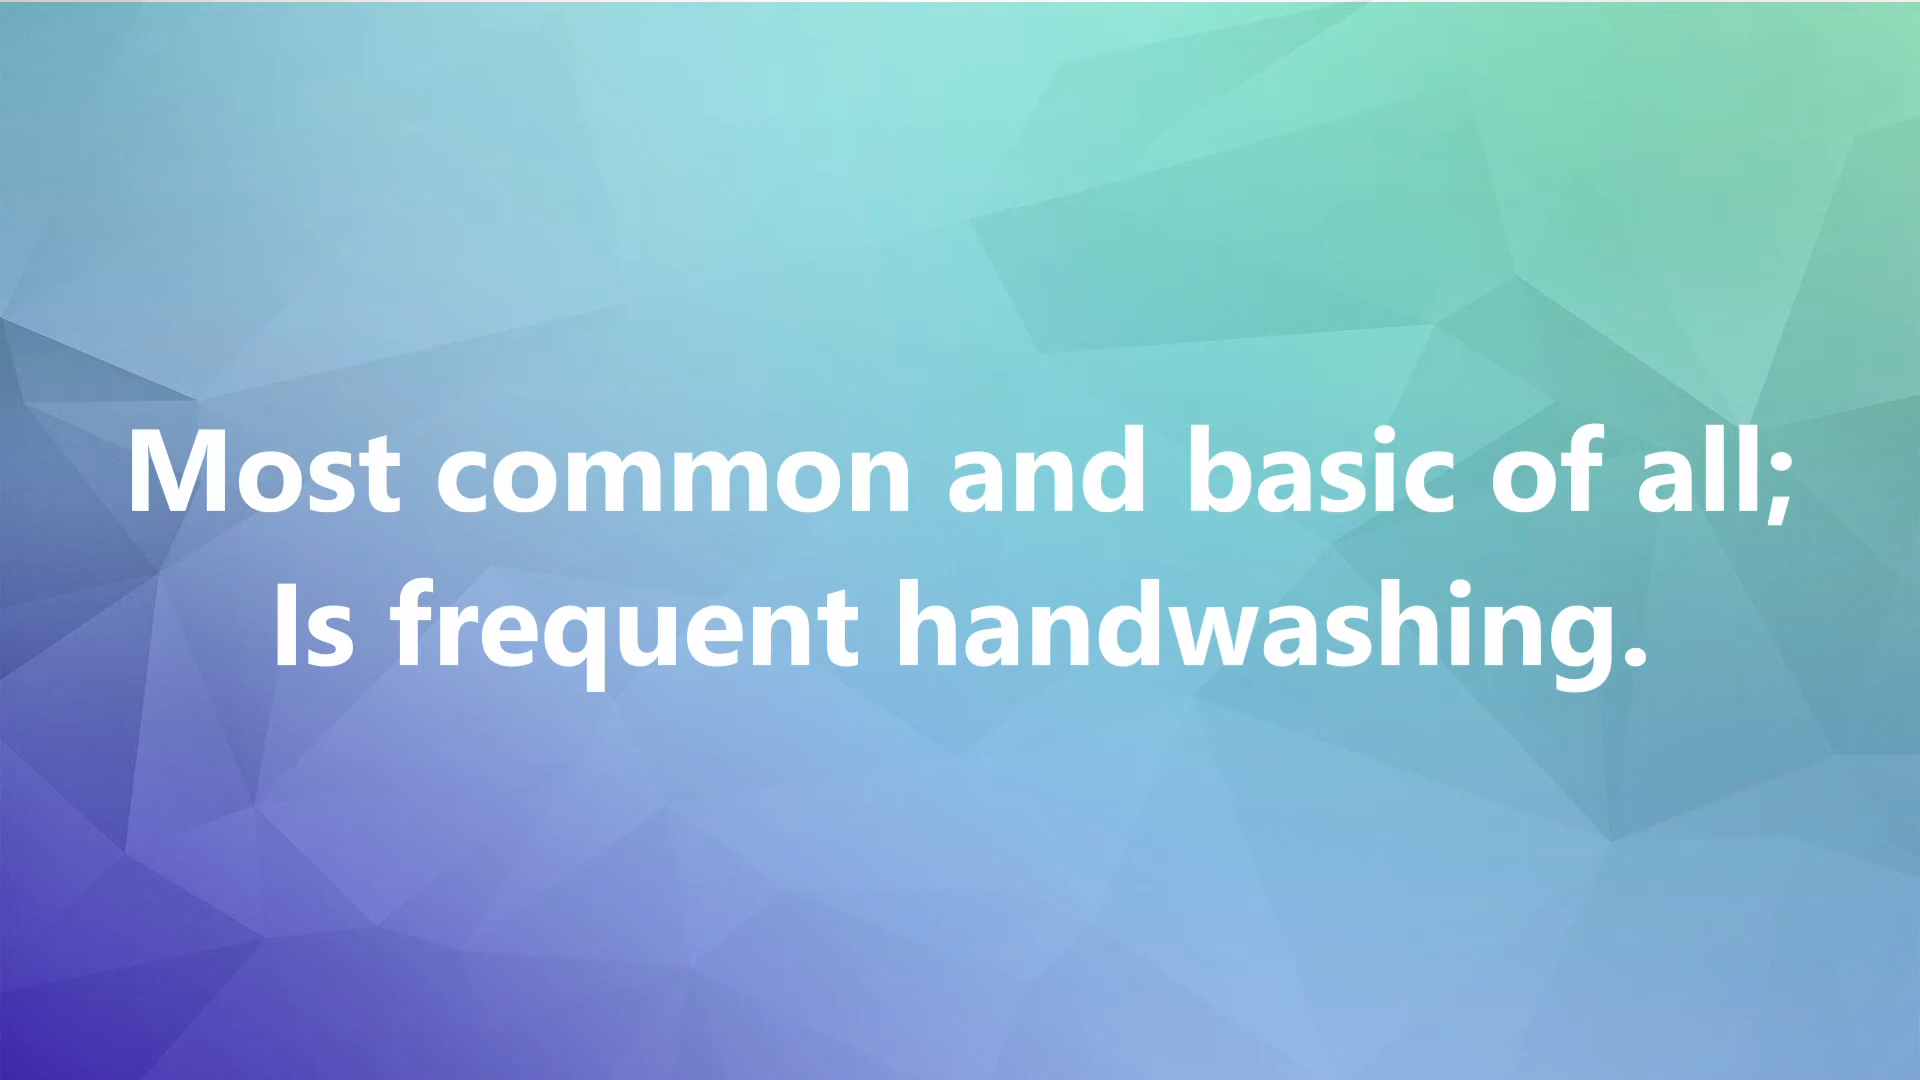 Most common and basic of all;
Is frequent handwashing.